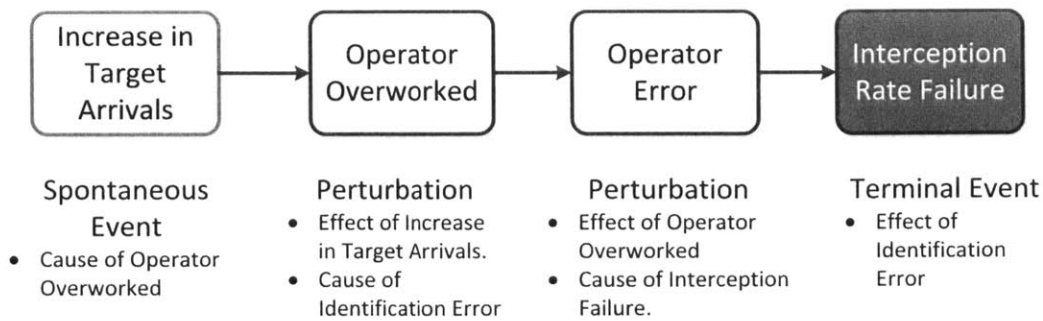 Increase in
Target
Arrivals
Operator
Overworked
Operator
Error
Interception
Rate Failure
Spontaneous
Event
• Cause of Operator
Overworked
Perturbation
• Effect of Increase
in Target Arrivals.
• Cause of
Identification Error
Perturbation
• Effect of Operator
Overworked
• Cause of Interception
Failure.
Terminal Event
• Effect of
Identification
Error